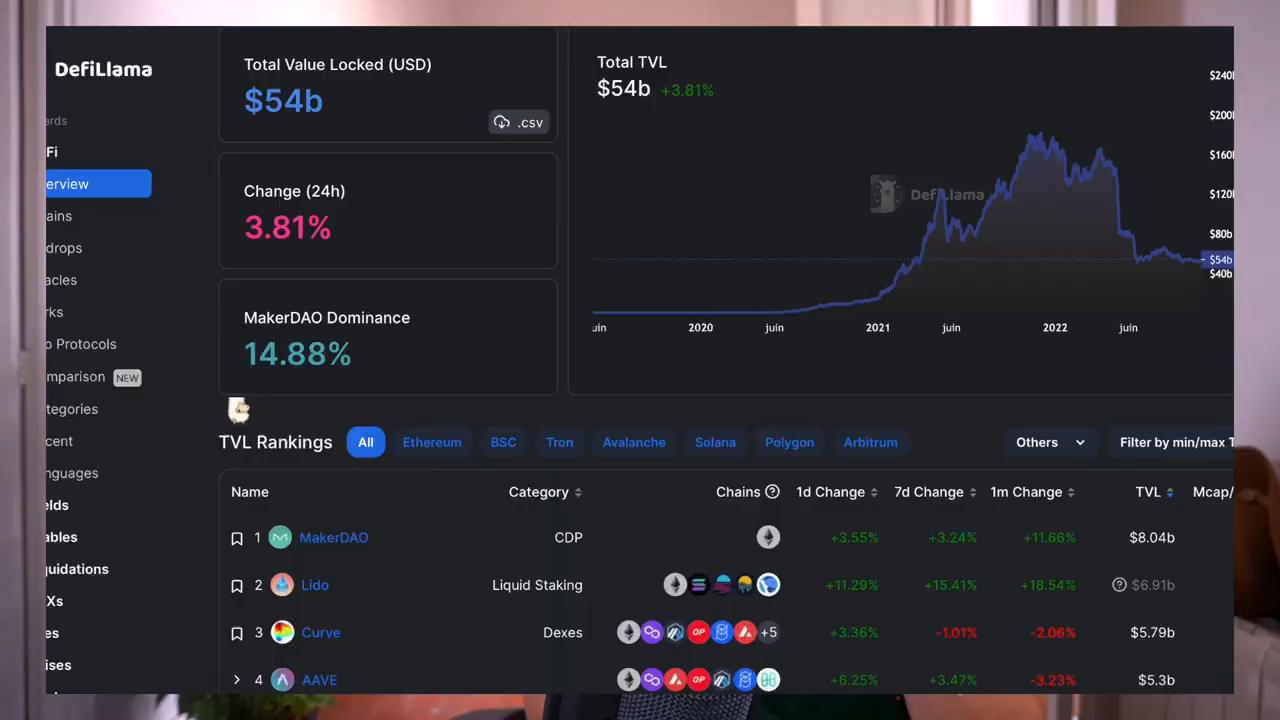 DefiLlama
ards
Fi
erview
ains
drops
acles
rks
o Protocols
mparison NEW
tegories
cent
nguages
elds
ables
quidations
Xs
es
ises
Total Value Locked (USD)
$54b
.csv
Change (24h)
3.81%
MakerDAO Dominance
14.88%
Total TVL
$54b +3.81%
DefiLlama
$240b
$200b
$160b
$120b
$80b
$54b
$40b
uin 2020 juin 2021 juin 2022 juin
TVL Rankings All Ethereum BSC Tron Avalanche Solana Polygon Arbitrum Others Filter by min/max T
Name Category Chains 1d Change 7d Change 1m Change TVL Mcap/
1 MakerDAO CDP +3.55% +3.24% +11.66% $8.04b
2 Lido Liquid Staking +11.29% +15.41% +18.54% $6.91b
3 Curve Dexes OP +5 +3.36% -1.01% -2.06% $5.79b
4 AAVE OP +6.25% +3.47% -3.23% $5.3b